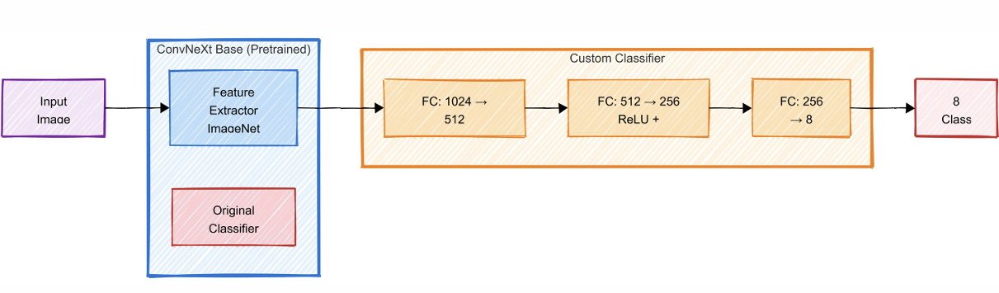 ConvNeXt Base (Pretrained)
Custom Classifier
Input
Image
Feature
Extractor
ImageNet
FC: 1024 →
512
FC: 512 → 256
ReLU +
FC: 256
→ 8
8
Class
Original
Classifier